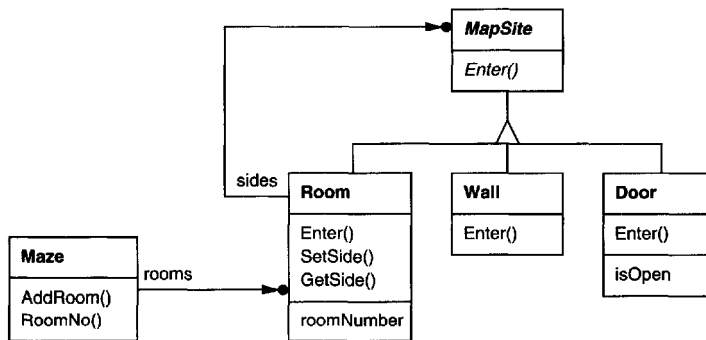 MapSite
Enter()
sides
Room
Enter()
SetSide()
GetSide()
roomNumber
Wall
Enter()
Door
Enter()
isOpen
Maze
AddRoom()
RoomNo()
rooms